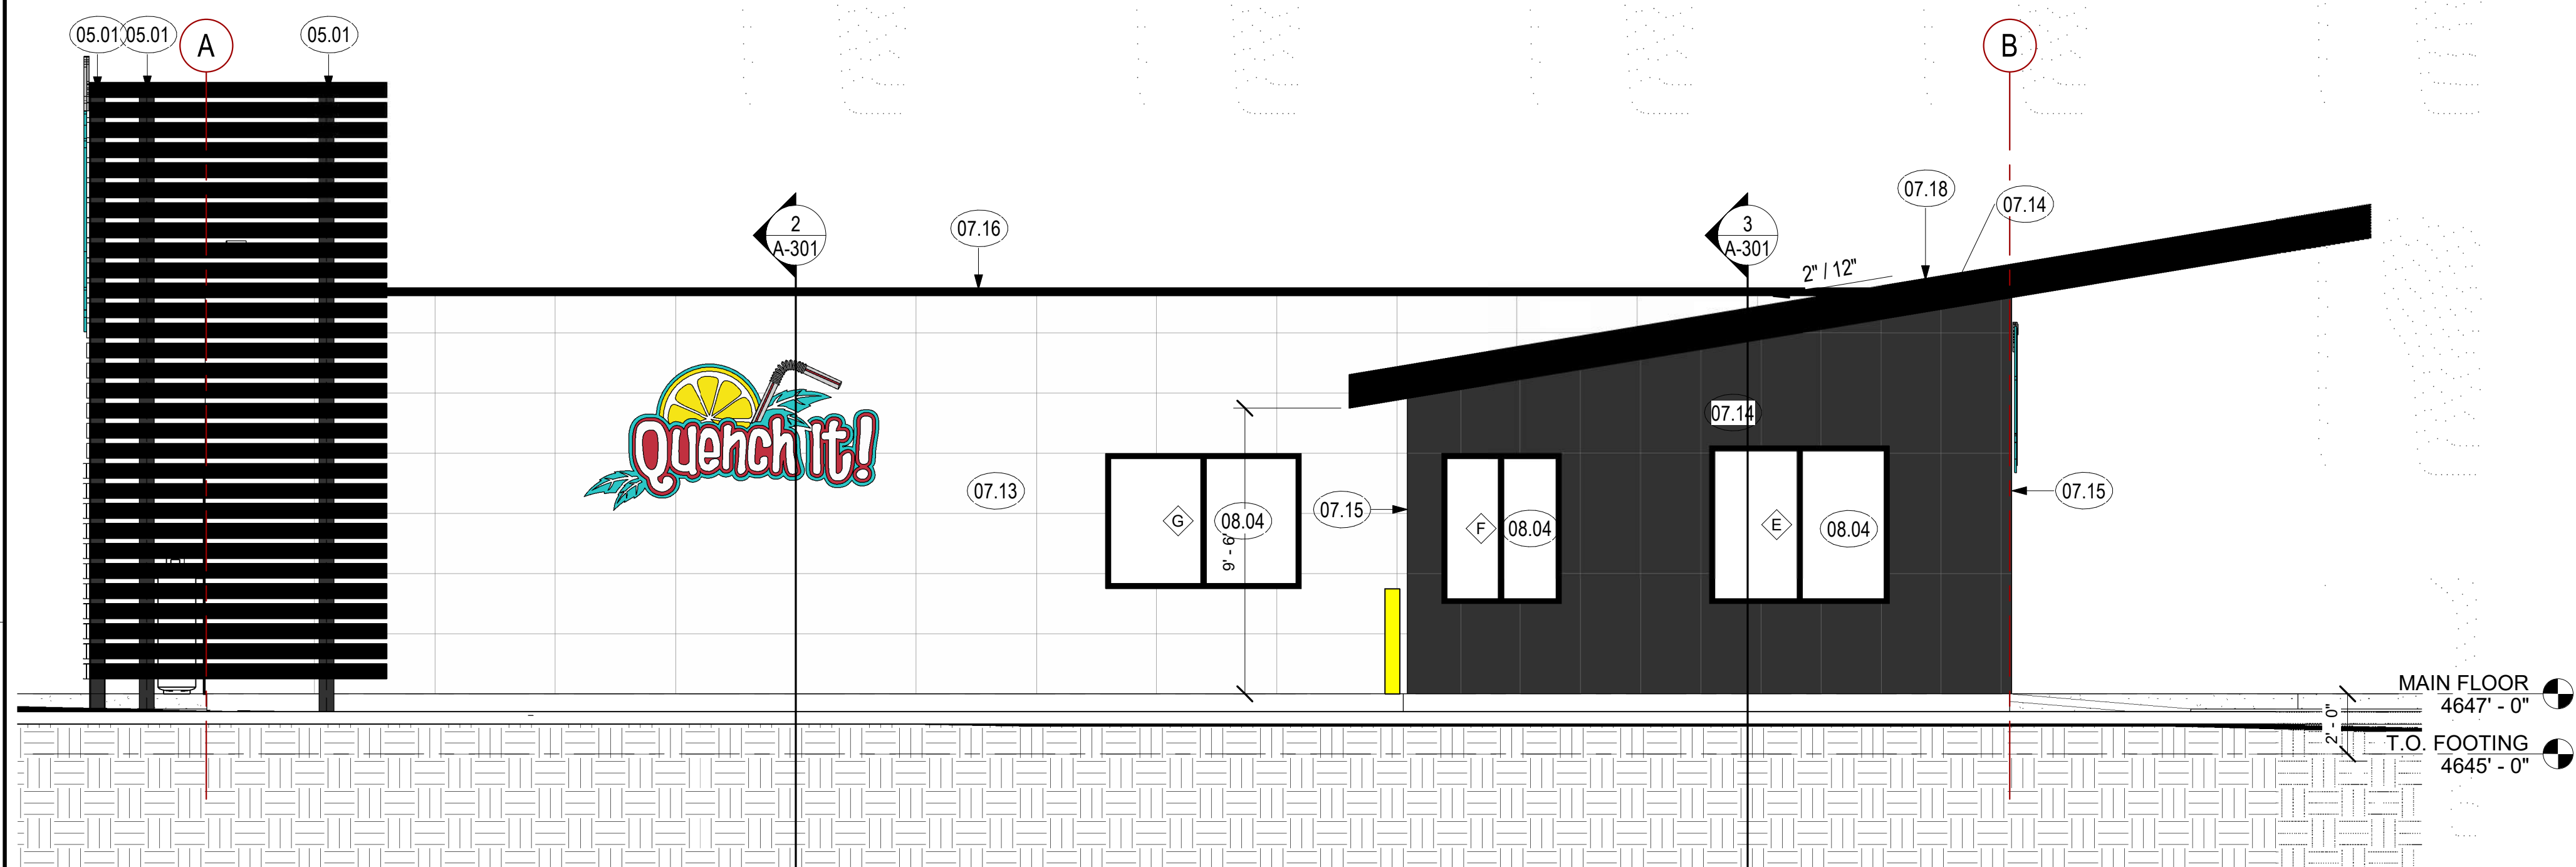 05.01
05.01
A
05.01
B
07.18
07.14
2
A-301
07.16
3
A-301
2" / 12"
Quench It!
07.14
07.13
G
08.04
9' - 6"
07.15
F
08.04
E
08.04
07.15
MAIN FLOOR
4647' - 0"
2' - 0"
T.O. FOOTING
4645' - 0"